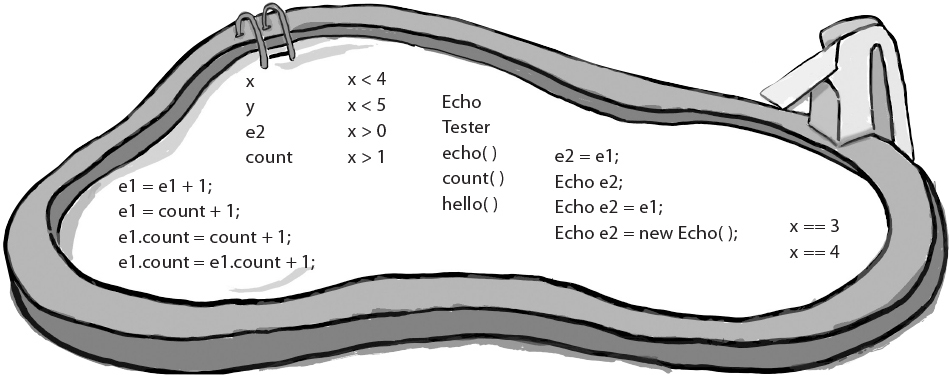 x
y
e2
count
x < 4
x < 5
x > 0
x > 1
Echo
Tester
echo( )
count( )
hello( )
e1 = e1 + 1;
e1 = count + 1;
e1.count = count + 1;
e1.count = e1.count + 1;
e2 = e1;
Echo e2;
Echo e2 = e1;
Echo e2 = new Echo( );
x == 3
x == 4